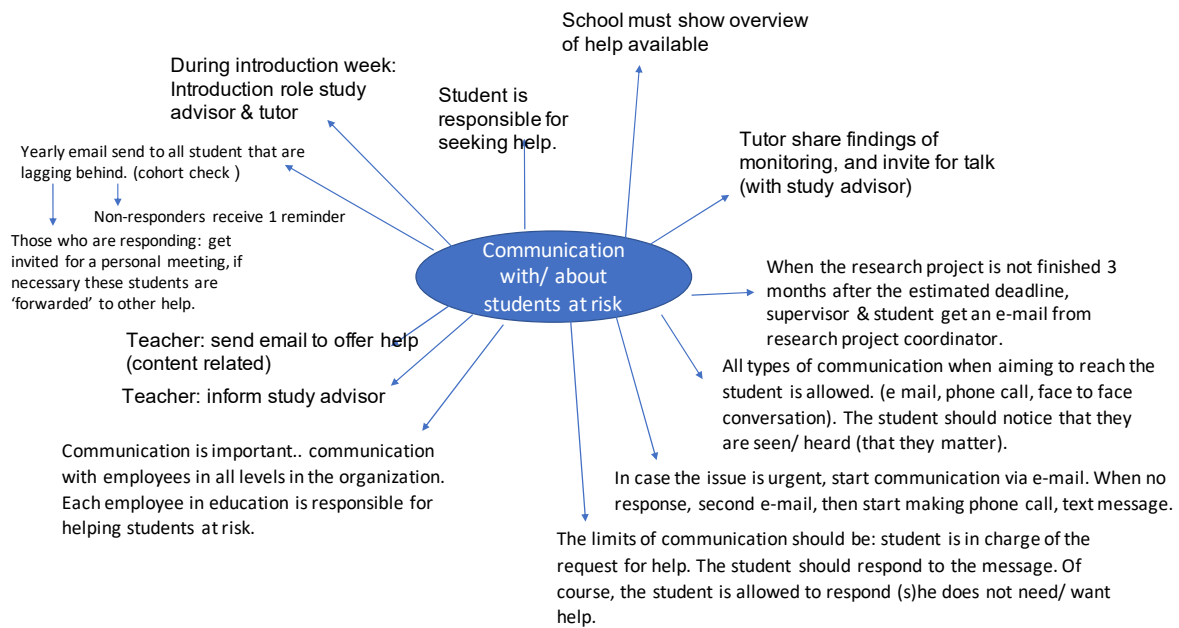 School must show overview
of help available
During introduction week:
Introduction role study
advisor & tutor
Student is
responsible for
seeking help.
Tutor share findings of
monitoring, and invite for talk
(with study advisor)
Yearly email send to all student that are
lagging behind. (cohort check )
Non-responders receive 1 reminder
Those who are responding: get
invited for a personal meeting, if
necessary these students are
‘forwarded’ to other help.
Communication
with/ about
students at risk
When the research project is not finished 3
months after the estimated deadline,
supervisor & student get an e-mail from
research project coordinator.
Teacher: send email to offer help
(content related)
Teacher: inform study advisor
All types of communication when aiming to reach the
student is allowed. (e mail, phone call, face to face
conversation). The student should notice that they
are seen/ heard (that they matter).
Communication is important.. communication
with employees in all levels in the organization.
Each employee in education is responsible for
helping students at risk.
In case the issue is urgent, start communication via e-mail. When no
response, second e-mail, then start making phone call, text message.
The limits of communication should be: student is in charge of the
request for help. The student should respond to the message. Of
course, the student is allowed to respond (s)he does not need/ want
help.